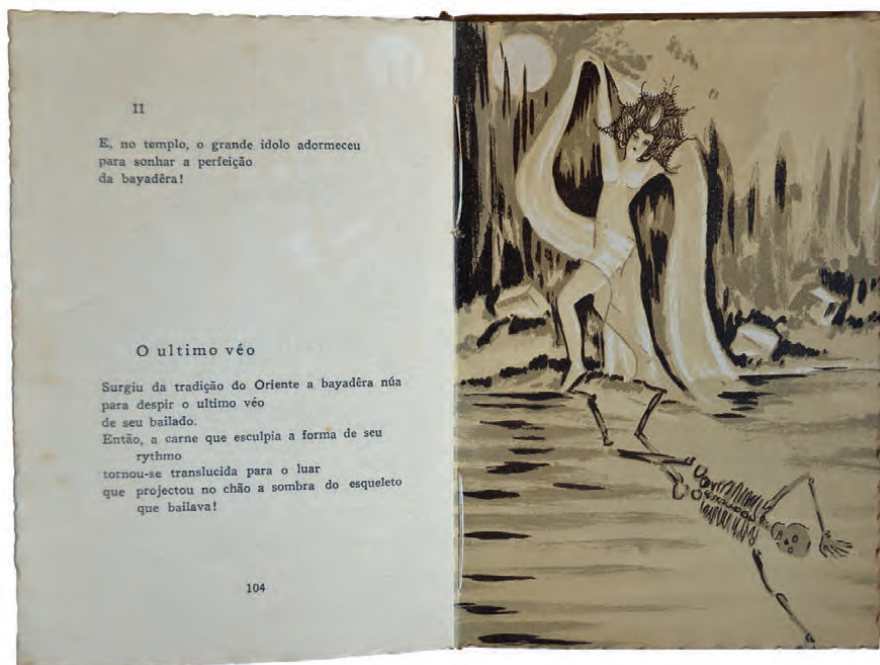 II
E, no templo, o grande idolo adormeceu
para sonhar a perfeição
da bayadêra!
O ultimo véo
Surgiu da tradição do Oriente a bayadêra núa
para despir o ultimo véo
de seu bailado.
Então, a carne que esculpia a forma de seu
rythmo
tornou-se translucida para o luar
que projectou no chão a sombra do esqueleto
que bailava!
104